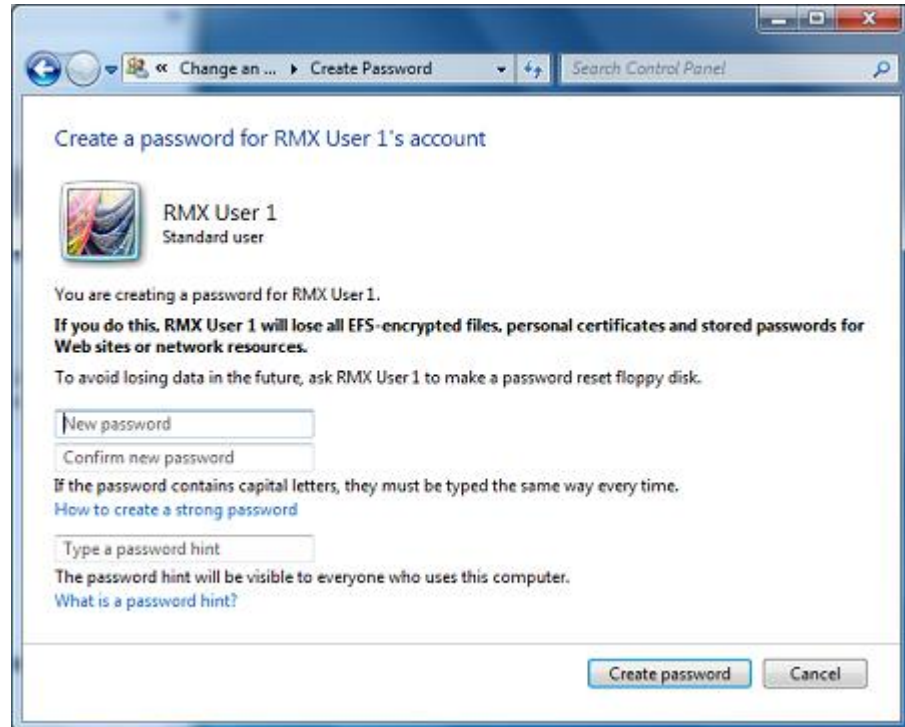 « Change an ... ▸ Create Password Search Control Panel
Create a password for RMX User 1's account
RMX User 1
Standard user
You are creating a password for RMX User 1.
If you do this, RMX User 1 will lose all EFS-encrypted files, personal certificates and stored passwords for
Web sites or network resources.
To avoid losing data in the future, ask RMX User 1 to make a password reset floppy disk.
New password
Confirm new password
If the password contains capital letters, they must be typed the same way every time.
How to create a strong password
Type a password hint
The password hint will be visible to everyone who uses this computer.
What is a password hint?
Create password Cancel